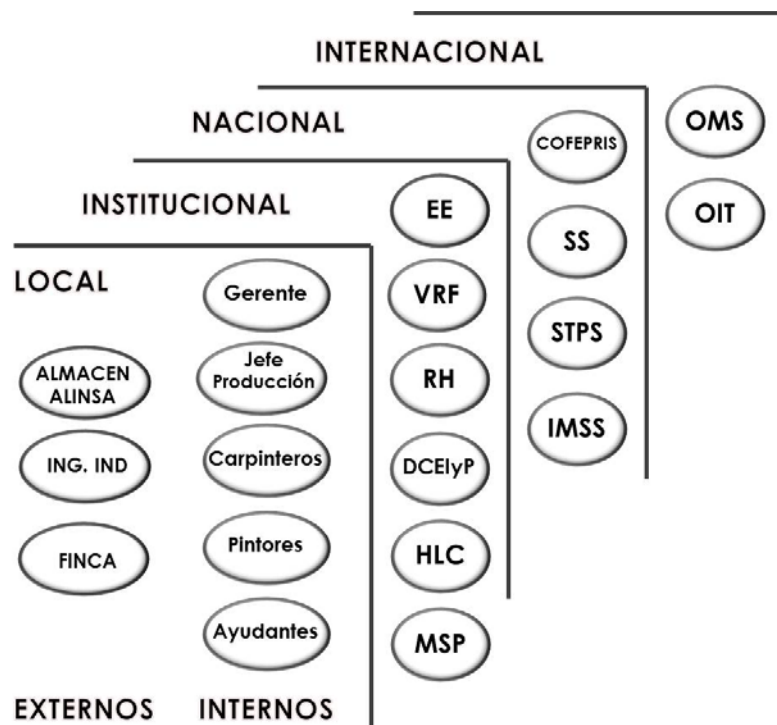 INTERNACIONAL
NACIONAL
INSTITUCIONAL
LOCAL
OMS
OIT
COFEPRIS
SS
STPS
IMSS
EE
VRF
RH
DCEIyP
HLC
MSP
Gerente
Jefe
Producción
Carpinteros
Pintores
Ayudantes
ALMACEN
ALINSA
ING. IND
FINCA
EXTERNOS
INTERNOS